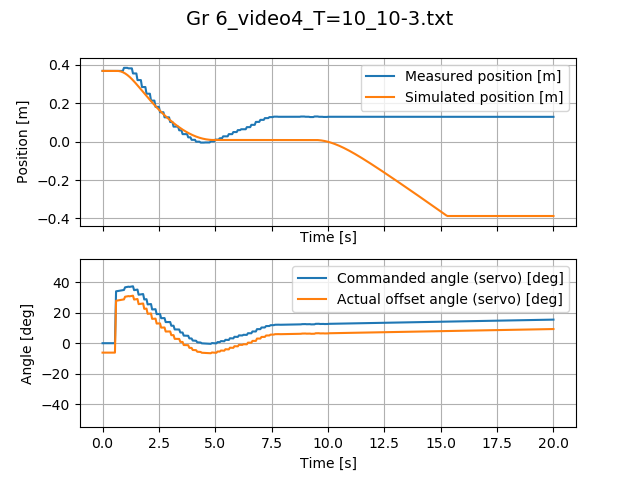 Gr 6_video4_T=10_10-3.txt
0.4
0.2
0.0
−0.2
−0.4
Position [m]
Measured position [m]
Simulated position [m]
Time [s]
40
20
0
−20
−40
Angle [deg]
Commanded angle (servo) [deg]
Actual offset angle (servo) [deg]
0.0 2.5 5.0 7.5 10.0 12.5 15.0 17.5 20.0
Time [s]